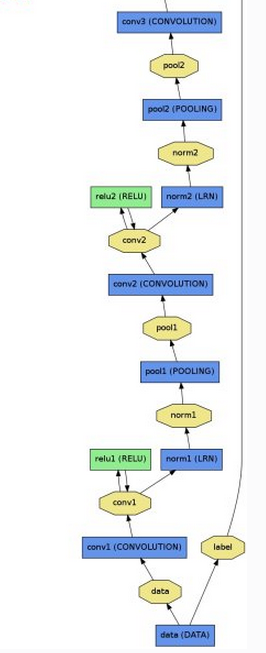 conv3 (CONVOLUTION)
pool2
pool2 (POOLING)
norm2
relu2 (RELU) norm2 (LRN)
conv2
conv2 (CONVOLUTION)
pool1
pool1 (POOLING)
norm1
relu1 (RELU) norm1 (LRN)
conv1
conv1 (CONVOLUTION) label
data
data (DATA)